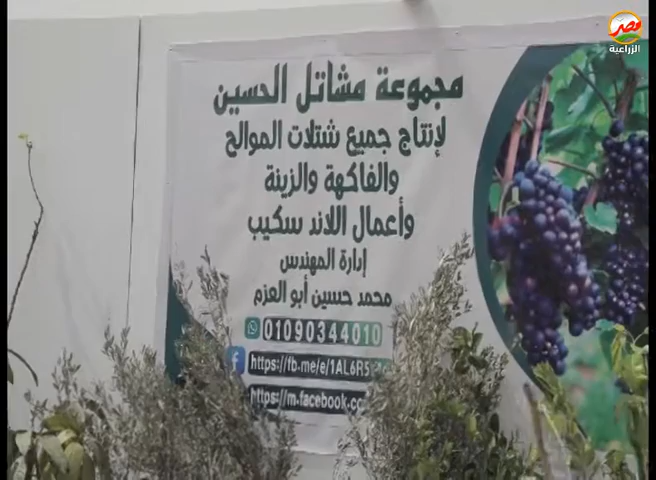 مصر
الزراعية
مجموعة مشاتل الحسين
لإنتاج جميع شتلات الموالح
والفاكهة والزينة
وأعمال اللاند سكيب
إدارة المهندس
محمد حسين أبو العزم
01090344010
https://fb.me/e/1AL6R5
https://m.facebook.c